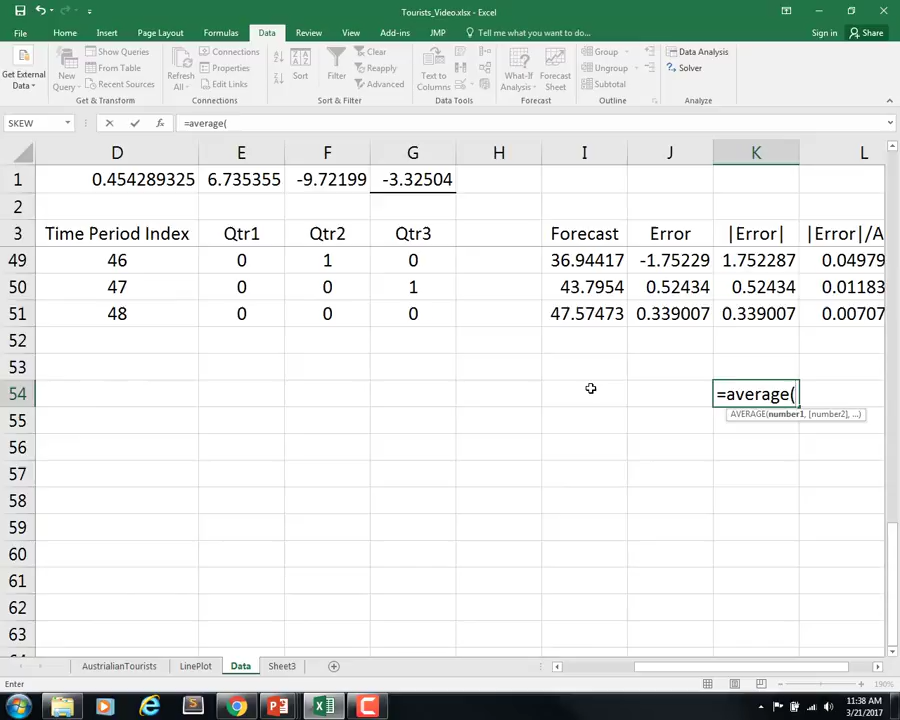 Tourists_Video.xlsx - Excel
File Home Insert Page Layout Formulas Data Review View Add-ins JMP Tell me what you want to do... Sign in Share
Get External Data
New Query
Show Queries
From Table
Recent Sources
Get & Transform
Refresh All
Connections
Properties
Edit Links
Connections
Sort
Filter
Clear
Reapply
Advanced
Sort & Filter
Text to Columns
Data Tools
What-If Analysis
Forecast Sheet
Forecast
Group
Ungroup
Subtotal
Outline
Data Analysis
Solver
Analyze
SKEW fx =average(
D E F G H I J K L
1 0.454289325 6.735355 -9.72199 -3.32504
2
3 Time Period Index Qtr1 Qtr2 Qtr3 Forecast Error |Error| |Error|/A
49 46 0 1 0 36.94417 -1.75229 1.752287 0.04979
50 47 0 0 1 43.7954 0.52434 0.52434 0.01183
51 48 0 0 0 47.57473 0.339007 0.339007 0.00707
52
53
54 =average(
AVERAGE(number1, [number2], ...)
55
56
57
58
59
60
61
62
63
AustrialianTourists LinePlot Data Sheet3
Enter 190%
11:38 AM
3/21/2017